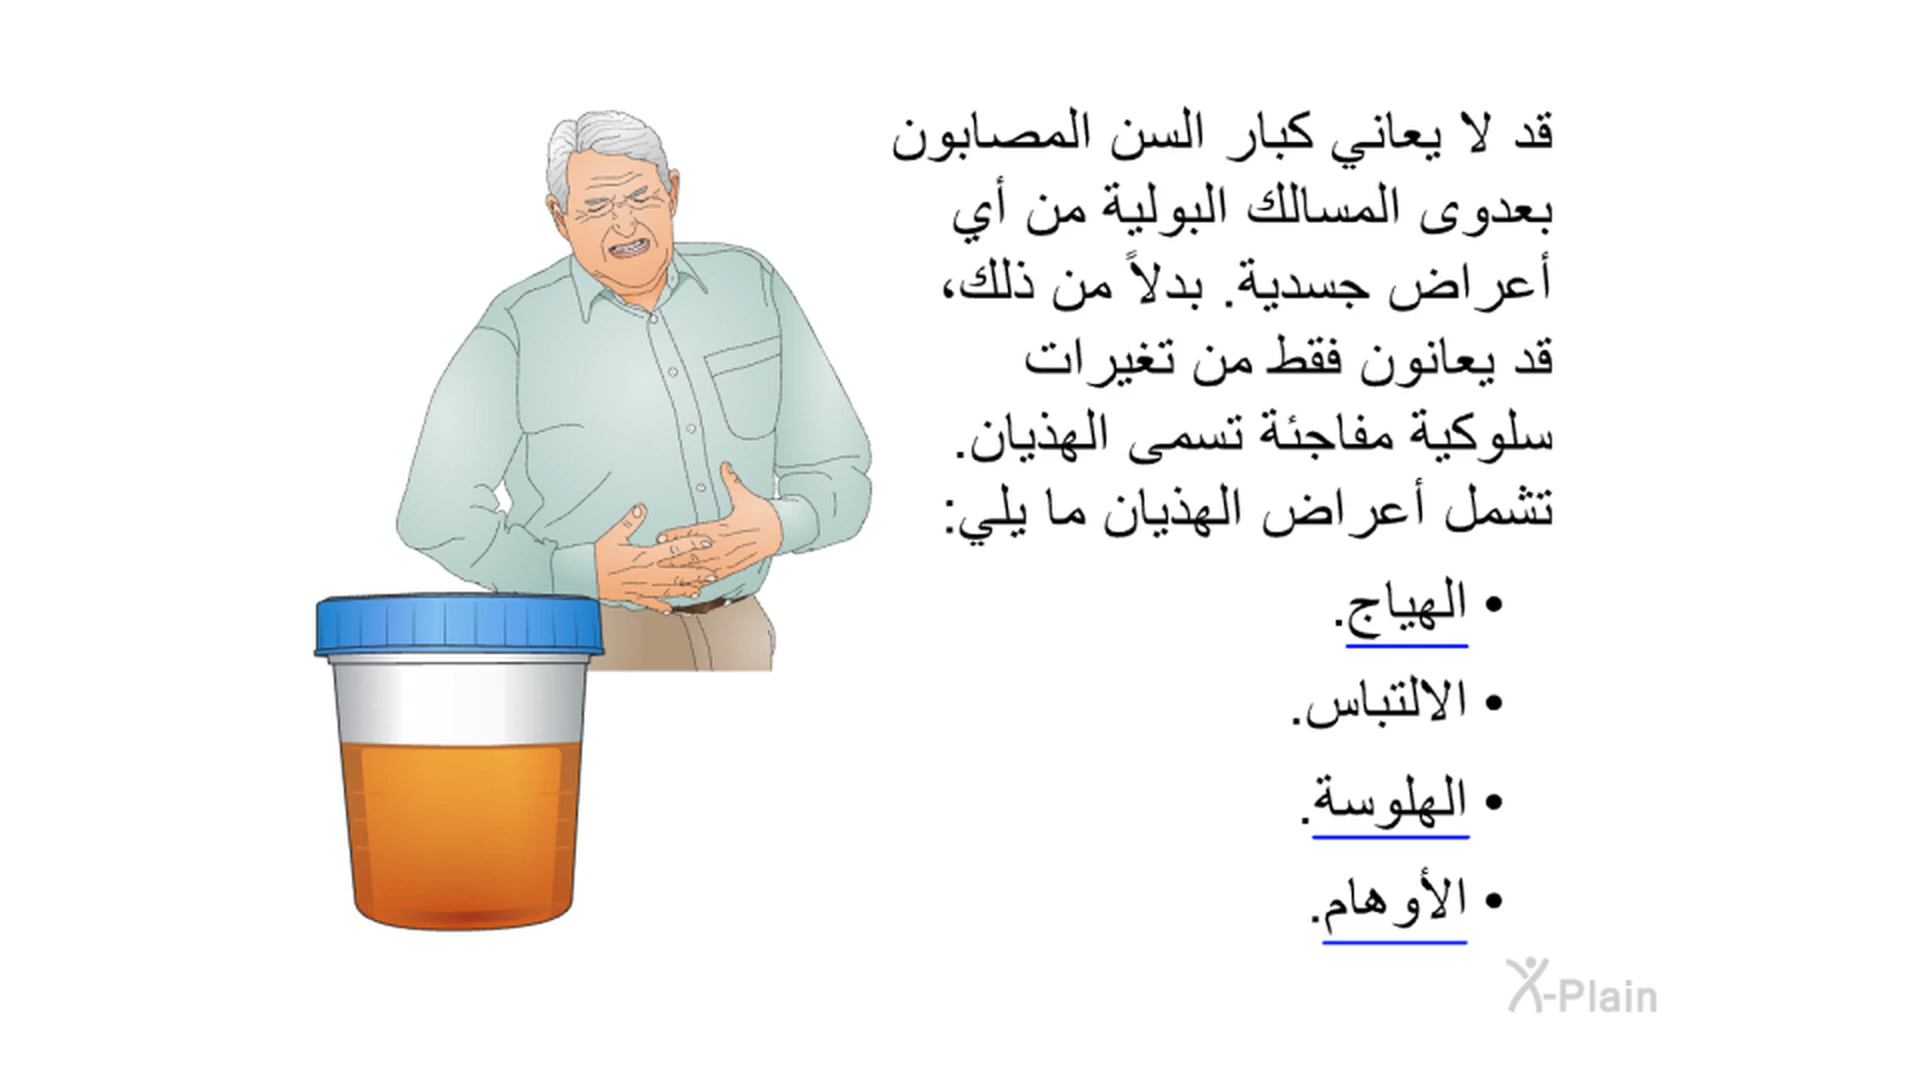 قد لا يعاني كبار السن المصابون
بعدوى المسالك البولية من أي
أعراض جسدية. بدلاً من ذلك،
قد يعانون فقط من تغيرات
سلوكية مفاجئة تسمى الهذيان.
تشمل أعراض الهذيان ما يلي:
• الهياج.
• الالتباس.
• الهلوسة.
• الأوهام.
X-Plain